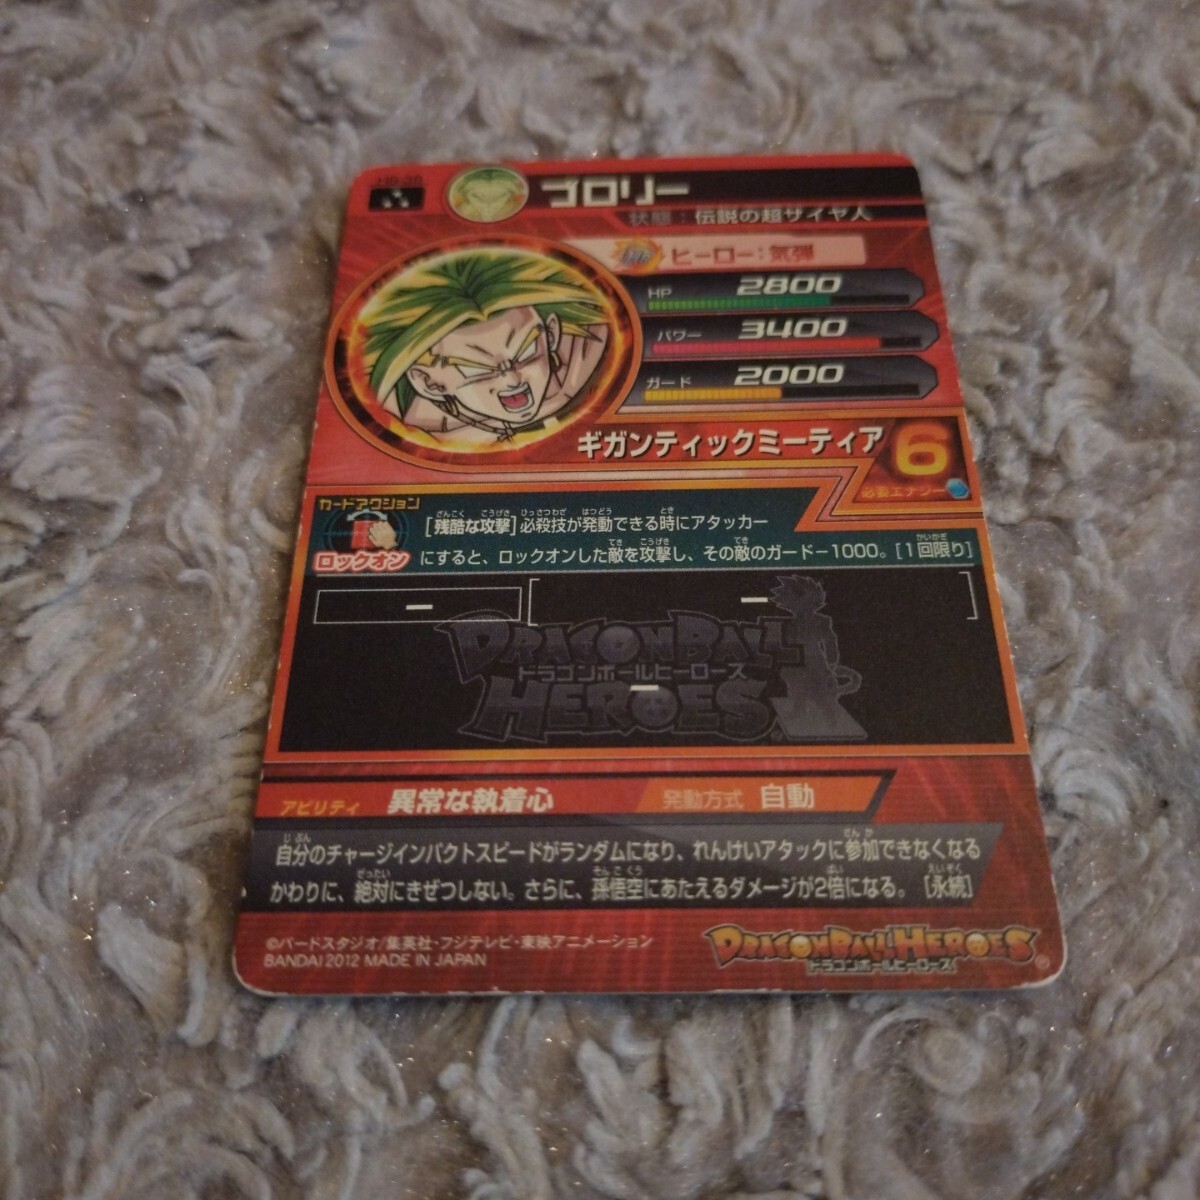 ブロリー
状態：伝説の超サイヤ人
ヒーロー：気弾
HP 2800
パワー 3400
ガード 2000
ギガンティックミーティア 6
必要エナジー
カードアクション
ロックオン
[残酷な攻撃]必殺技が発動できる時にアタッカー
にすると、ロックオンした敵を攻撃し、その敵のガード-1000。[1回限り]
DRAGONBALL
ドラゴンボールヒーローズ
HEROES
アビリティ 異常な執着心 発動方式 自動
自分のチャージインパクトスピードがランダムになり、れんけいアタックに参加できなくなる
かわりに、絶対にきぜつしない。さらに、孫悟空にあたえるダメージが2倍になる。[永続]
©バードスタジオ/集英社・フジテレビ・東映アニメーション
BANDAI 2012 MADE IN JAPAN
DRAGONBALL HEROES
ドラゴンボールヒーローズ